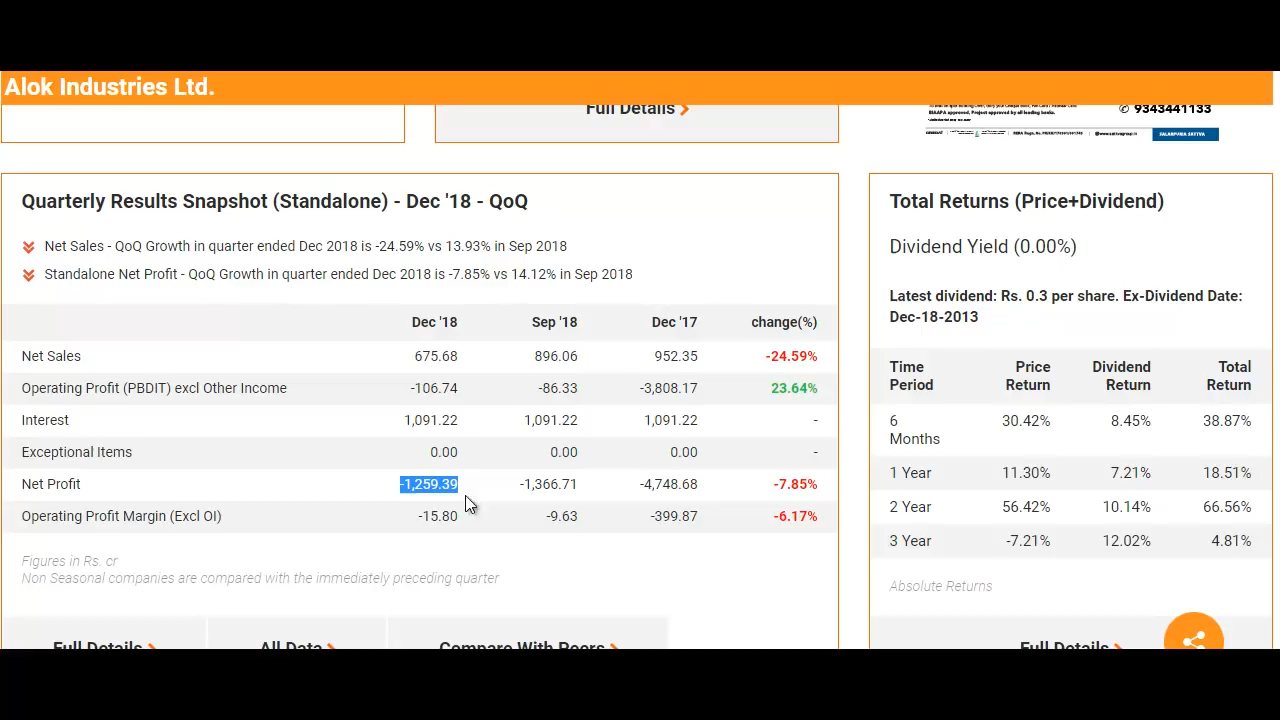 Alok Industries Ltd.
Full Details
BIAAPA approved, Project approved by all leading banks.
✆ 9343441133
Quarterly Results Snapshot (Standalone) - Dec '18 - QoQ
Net Sales - QoQ Growth in quarter ended Dec 2018 is -24.59% vs 13.93% in Sep 2018
Standalone Net Profit - QoQ Growth in quarter ended Dec 2018 is -7.85% vs 14.12% in Sep 2018
Dec '18 Sep '18 Dec '17 change(%)
Net Sales 675.68 896.06 952.35 -24.59%
Operating Profit (PBDIT) excl Other Income -106.74 -86.33 -3,808.17 23.64%
Interest 1,091.22 1,091.22 1,091.22 -
Exceptional Items 0.00 0.00 0.00 -
Net Profit -1,259.39 -1,366.71 -4,748.68 -7.85%
Operating Profit Margin (Excl OI) -15.80 -9.63 -399.87 -6.17%
Figures in Rs. cr
Non Seasonal companies are compared with the immediately preceding quarter
Full Details All Data Compare With Peers
Total Returns (Price+Dividend)
Dividend Yield (0.00%)
Latest dividend: Rs. 0.3 per share. Ex-Dividend Date:
Dec-18-2013
Time Price Dividend Total
Period Return Return Return
6 30.42% 8.45% 38.87%
Months
1 Year 11.30% 7.21% 18.51%
2 Year 56.42% 10.14% 66.56%
3 Year -7.21% 12.02% 4.81%
Absolute Returns
Full Details